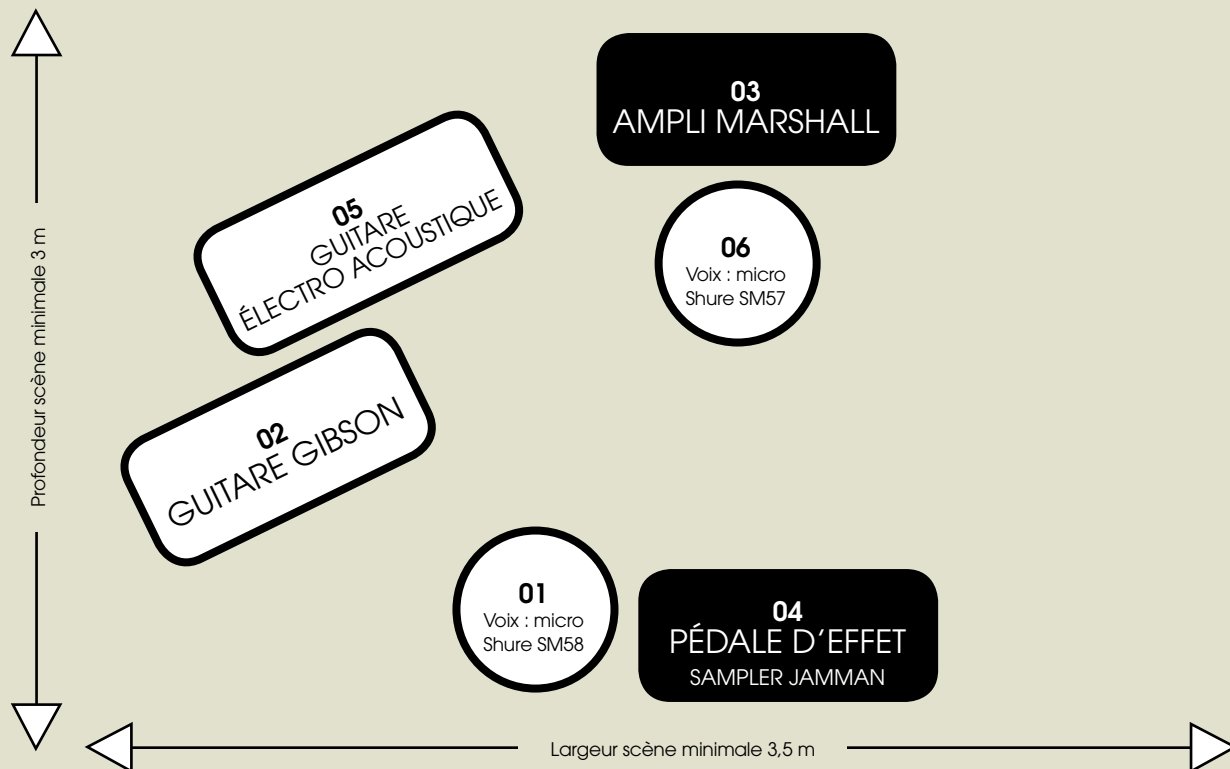 03
AMPLI MARSHALL
05
GUITARE
ÉLECTRO ACOUSTIQUE
06
Voix : micro
Shure SM57
Profondeur scène minimale 3 m
02
GUITARE GIBSON
01
Voix : micro
Shure SM58
04
PÉDALE D’EFFET
SAMPLER JAMMAN
Largeur scène minimale 3,5 m